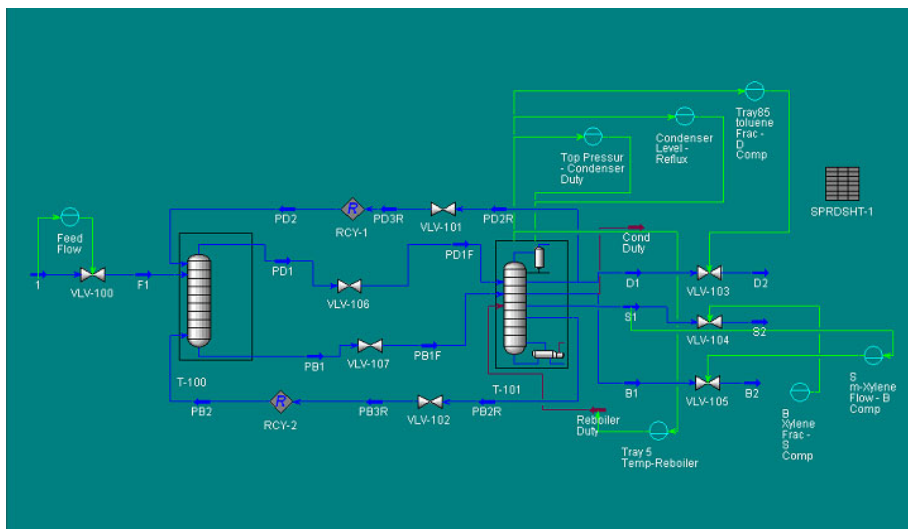 Tray85
toluene
Frac -
D
Comp
Condenser
Level -
Reflux
Top Pressur
- Condenser
Duty
SPRDSHT-1
PD2
R
RCY-1
PD3R
VLV-101
PD2R
Feed
Flow
Cond
Duty
1
VLV-100
F1
PD1
VLV-106
PD1F
D1
VLV-103
D2
S1
VLV-104
S2
PB1
VLV-107
PB1F
T-100
T-101
B1
VLV-105
B2
S
m-Xylene
Flow - B
Comp
PB2
R
RCY-2
PB3R
VLV-102
PB2R
Reboiler
Duty
B
Xylene
Frac -
S
Comp
Tray 5
Temp-Reboiler